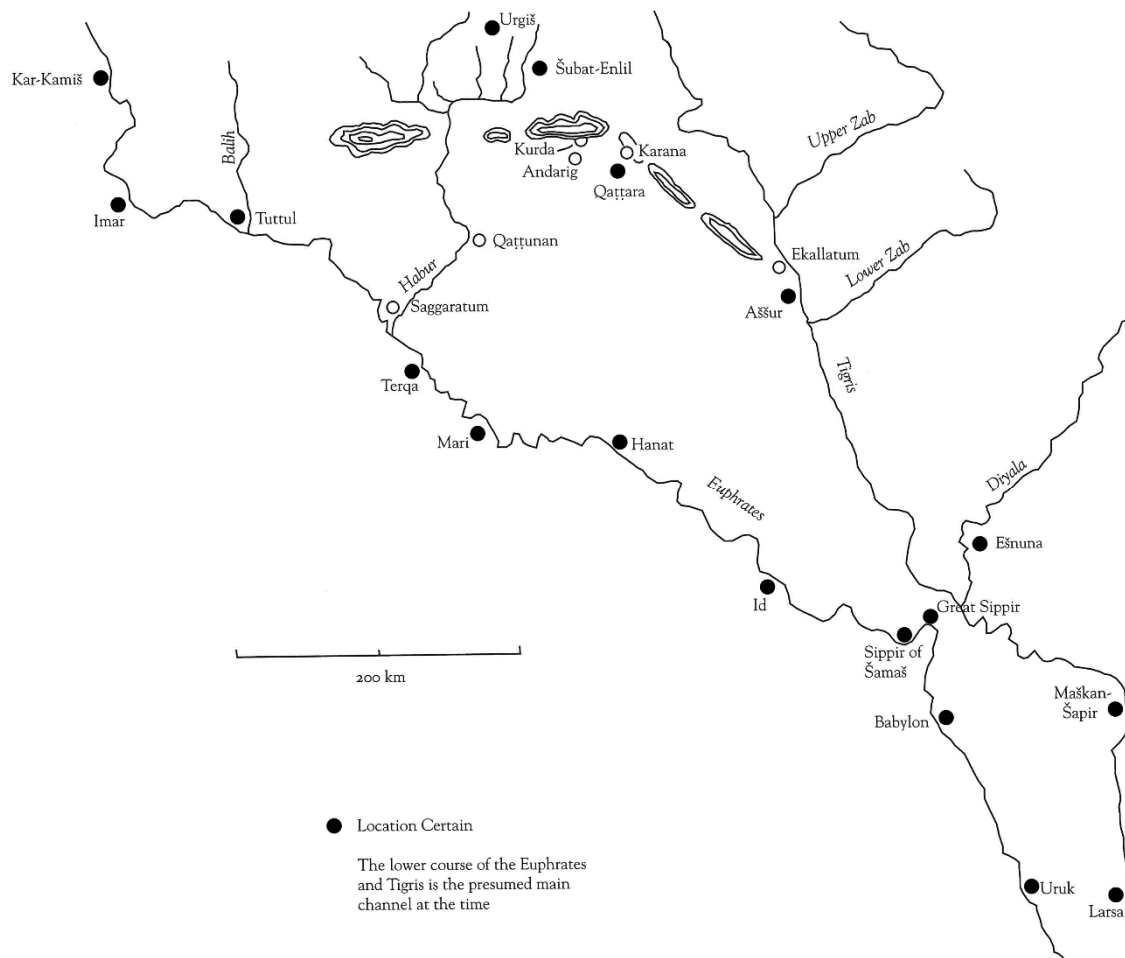 Urgiš
Kar-Kamiš
Šubat-Enlil
Balih
Upper Zab
Kurda
Karana
Andarig
Qaṭṭara
Imar
Tuttul
Qaṭṭunan
Ekallatum
Lower Zab
Habur
Saggaratum
Aššur
Tigris
Terqa
Mari
Hanat
Euphrates
Diyala
Ešnuna
Id
Great Sippir
Sippir of
Šamaš
200 km
Maškan-
Šapir
Babylon
Location Certain
The lower course of the Euphrates
and Tigris is the presumed main
channel at the time
Uruk
Larsa